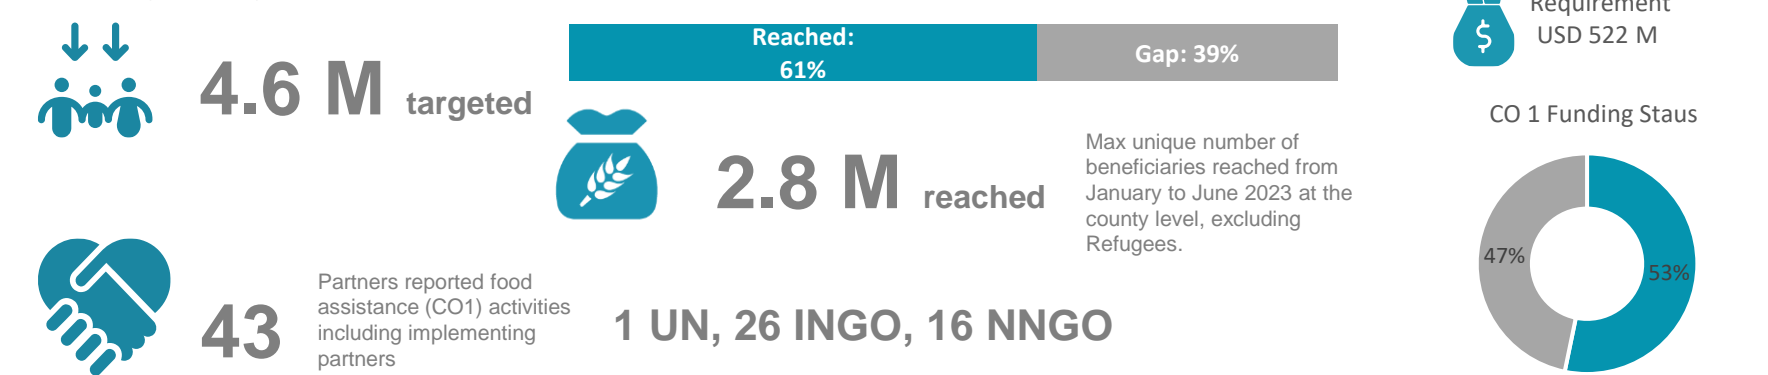 4.6 M targeted
Reached:
61%
Gap: 39%
2.8 M reached
Max unique number of
beneficiaries reached from
January to June 2023 at the
county level, excluding
Refugees.
43
Partners reported food
assistance (CO1) activities
including implementing
partners
1 UN, 26 INGO, 16 NNGO
Requirement
USD 522 M
$
CO 1 Funding Staus
47%
53%